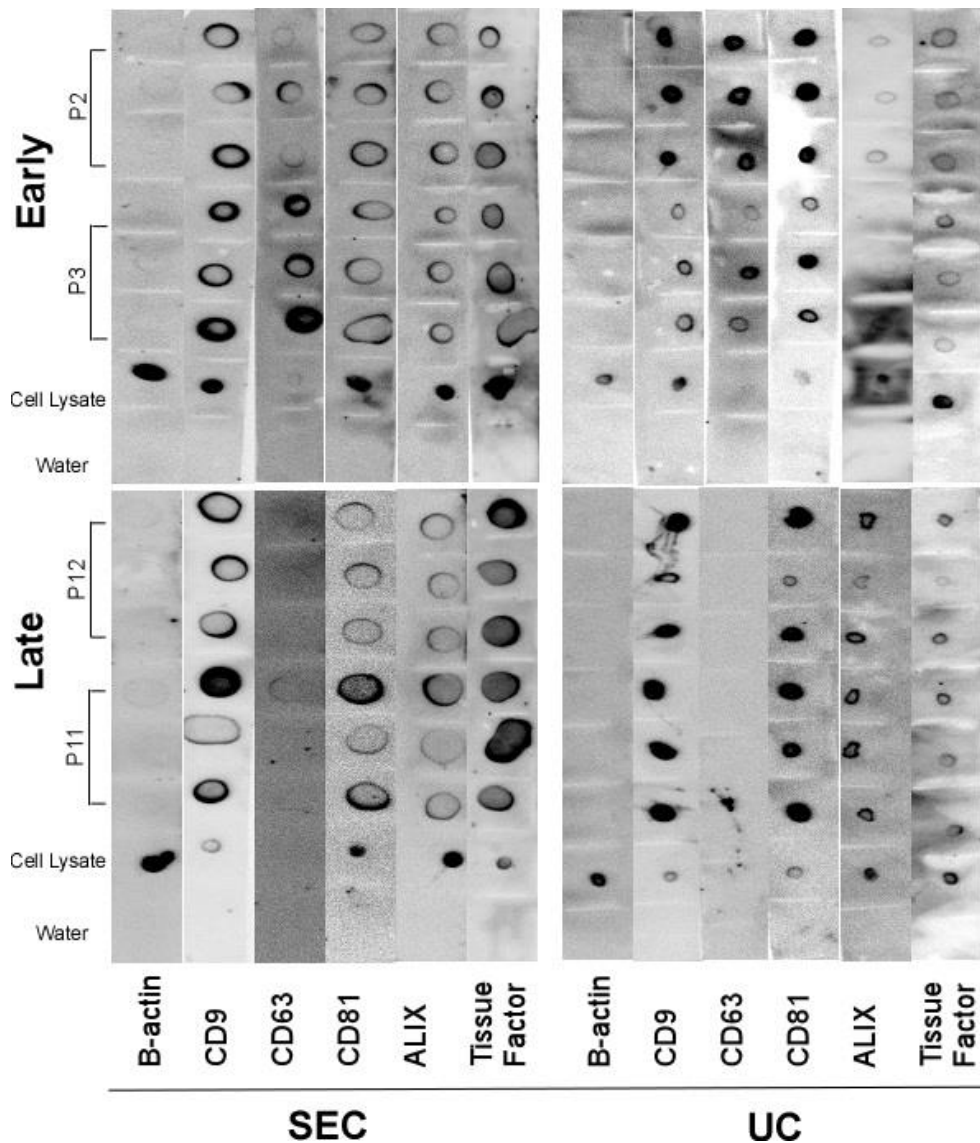 Early
P2
P3
Cell Lysate
Water
Late
P12
P11
Cell Lysate
Water
B-actin
CD9
CD63
CD81
ALIX
Tissue
Factor
B-actin
CD9
CD63
CD81
ALIX
Tissue
Factor
SEC
UC